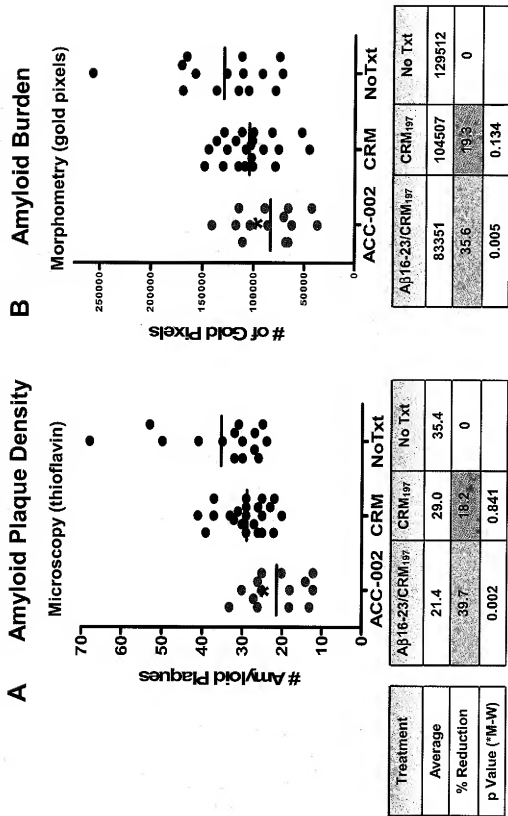 A Amyloid Plaque Density
Microscopy (thioflavin)
# Amyloid Plaques
70
60
50
40
30
20
10
0
ACC-002 CRM NoTxt
Treatment Aβ16-23/CRM197 CRM197 No Txt
Average 21.4 29.0 35.4
% Reduction 39.7 18.2 0
p Value (*M-W) 0.002 0.841
B Amyloid Burden
Morphometry (gold pixels)
# of Gold Pixels
250000
200000
150000
100000
50000
0
ACC-002 CRM NoTxt
Aβ16-23/CRM197 CRM197 No Txt
83351 104507 129512
35.6 19.3 0
0.005 0.134